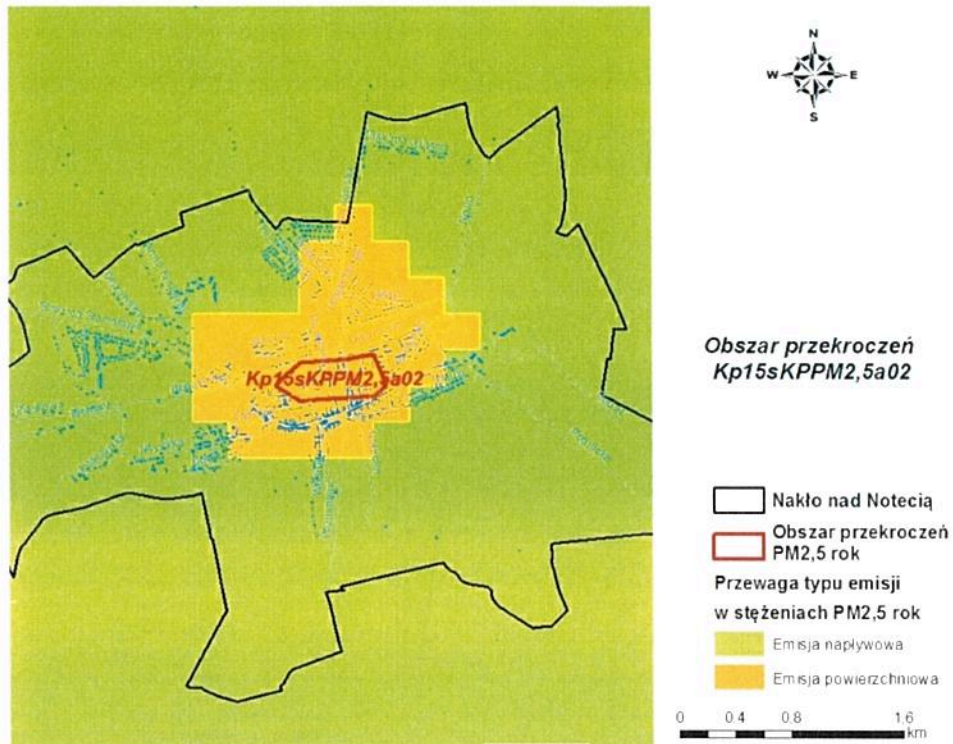 N
W E
S
Kp15sKPPM2,5a02
Obszar przekroczeń
Kp15sKPPM2,5a02
Nakło nad Notecią
Obszar przekroczeń
PM2,5 rok
Przewaga typu emisji
w stężeniach PM2,5 rok
Emisja napływowa
Emisja powierzchniowa
0 0.4 0.8 1.6
km